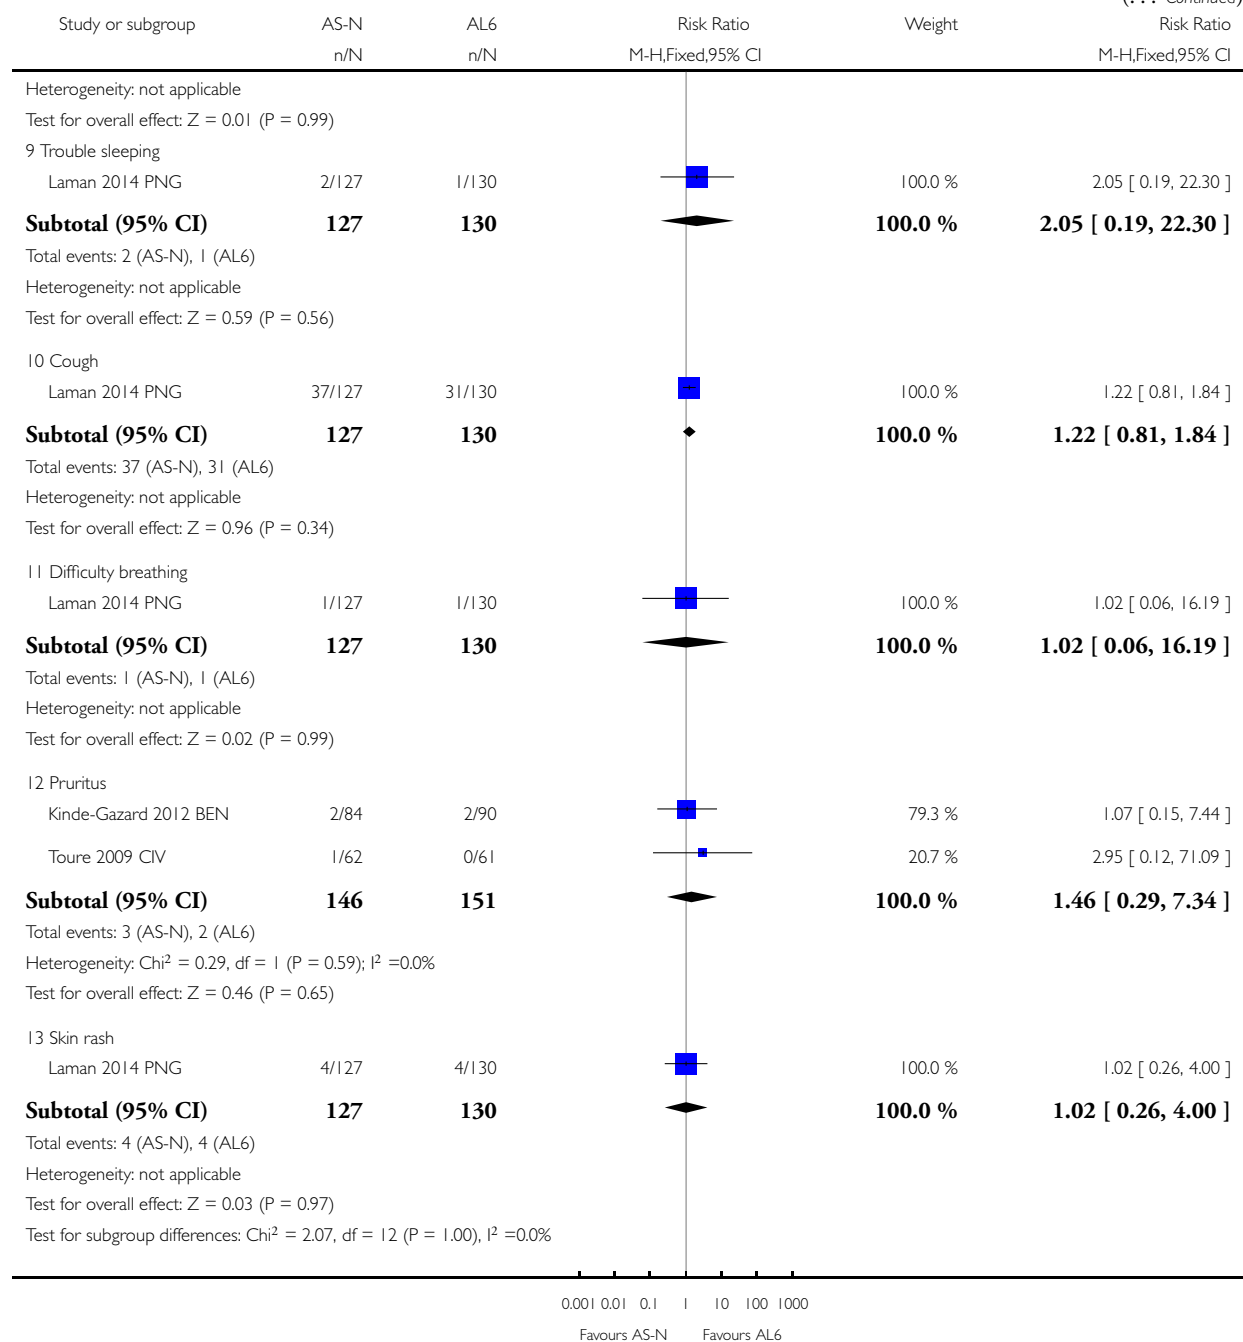 (. . . Continued)
Study or subgroup AS-N AL6 Risk Ratio Weight Risk Ratio
n/N n/N M-H,Fixed,95% CI M-H,Fixed,95% CI
Heterogeneity: not applicable
Test for overall effect: Z = 0.01 (P = 0.99)
9 Trouble sleeping
Laman 2014 PNG 2/127 1/130 100.0 % 2.05 [ 0.19, 22.30 ]
Subtotal (95% CI) 127 130 100.0 % 2.05 [ 0.19, 22.30 ]
Total events: 2 (AS-N), 1 (AL6)
Heterogeneity: not applicable
Test for overall effect: Z = 0.59 (P = 0.56)
10 Cough
Laman 2014 PNG 37/127 31/130 100.0 % 1.22 [ 0.81, 1.84 ]
Subtotal (95% CI) 127 130 100.0 % 1.22 [ 0.81, 1.84 ]
Total events: 37 (AS-N), 31 (AL6)
Heterogeneity: not applicable
Test for overall effect: Z = 0.96 (P = 0.34)
11 Difficulty breathing
Laman 2014 PNG 1/127 1/130 100.0 % 1.02 [ 0.06, 16.19 ]
Subtotal (95% CI) 127 130 100.0 % 1.02 [ 0.06, 16.19 ]
Total events: 1 (AS-N), 1 (AL6)
Heterogeneity: not applicable
Test for overall effect: Z = 0.02 (P = 0.99)
12 Pruritus
Kinde-Gazard 2012 BEN 2/84 2/90 79.3 % 1.07 [ 0.15, 7.44 ]
Toure 2009 CIV 1/62 0/61 20.7 % 2.95 [ 0.12, 71.09 ]
Subtotal (95% CI) 146 151 100.0 % 1.46 [ 0.29, 7.34 ]
Total events: 3 (AS-N), 2 (AL6)
Heterogeneity: Chi² = 0.29, df = 1 (P = 0.59); I² =0.0%
Test for overall effect: Z = 0.46 (P = 0.65)
13 Skin rash
Laman 2014 PNG 4/127 4/130 100.0 % 1.02 [ 0.26, 4.00 ]
Subtotal (95% CI) 127 130 100.0 % 1.02 [ 0.26, 4.00 ]
Total events: 4 (AS-N), 4 (AL6)
Heterogeneity: not applicable
Test for overall effect: Z = 0.03 (P = 0.97)
Test for subgroup differences: Chi² = 2.07, df = 12 (P = 1.00), I² =0.0%
0.001 0.01 0.1 1 10 100 1000
Favours AS-N Favours AL6